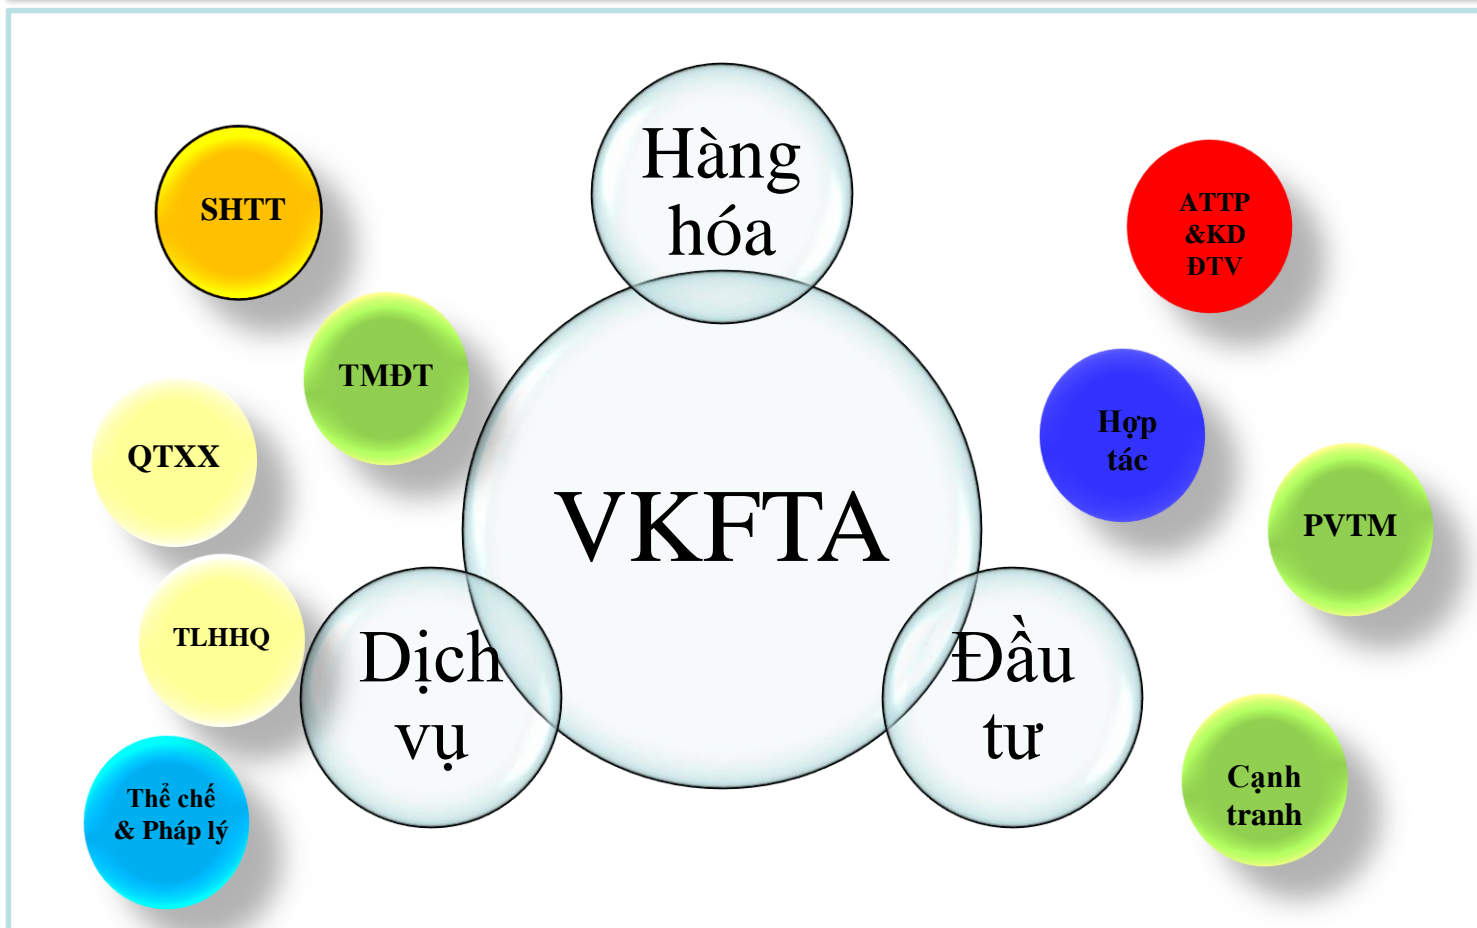 Hàng
hóa
SHTT
ATTP
&KD
ĐTV
TMĐT
Hợp
tác
QTXX
VKFTA
PVTM
TLHHQ
Dịch
vụ
Đầu
tư
Thể chế
& Pháp lý
Cạnh
tranh